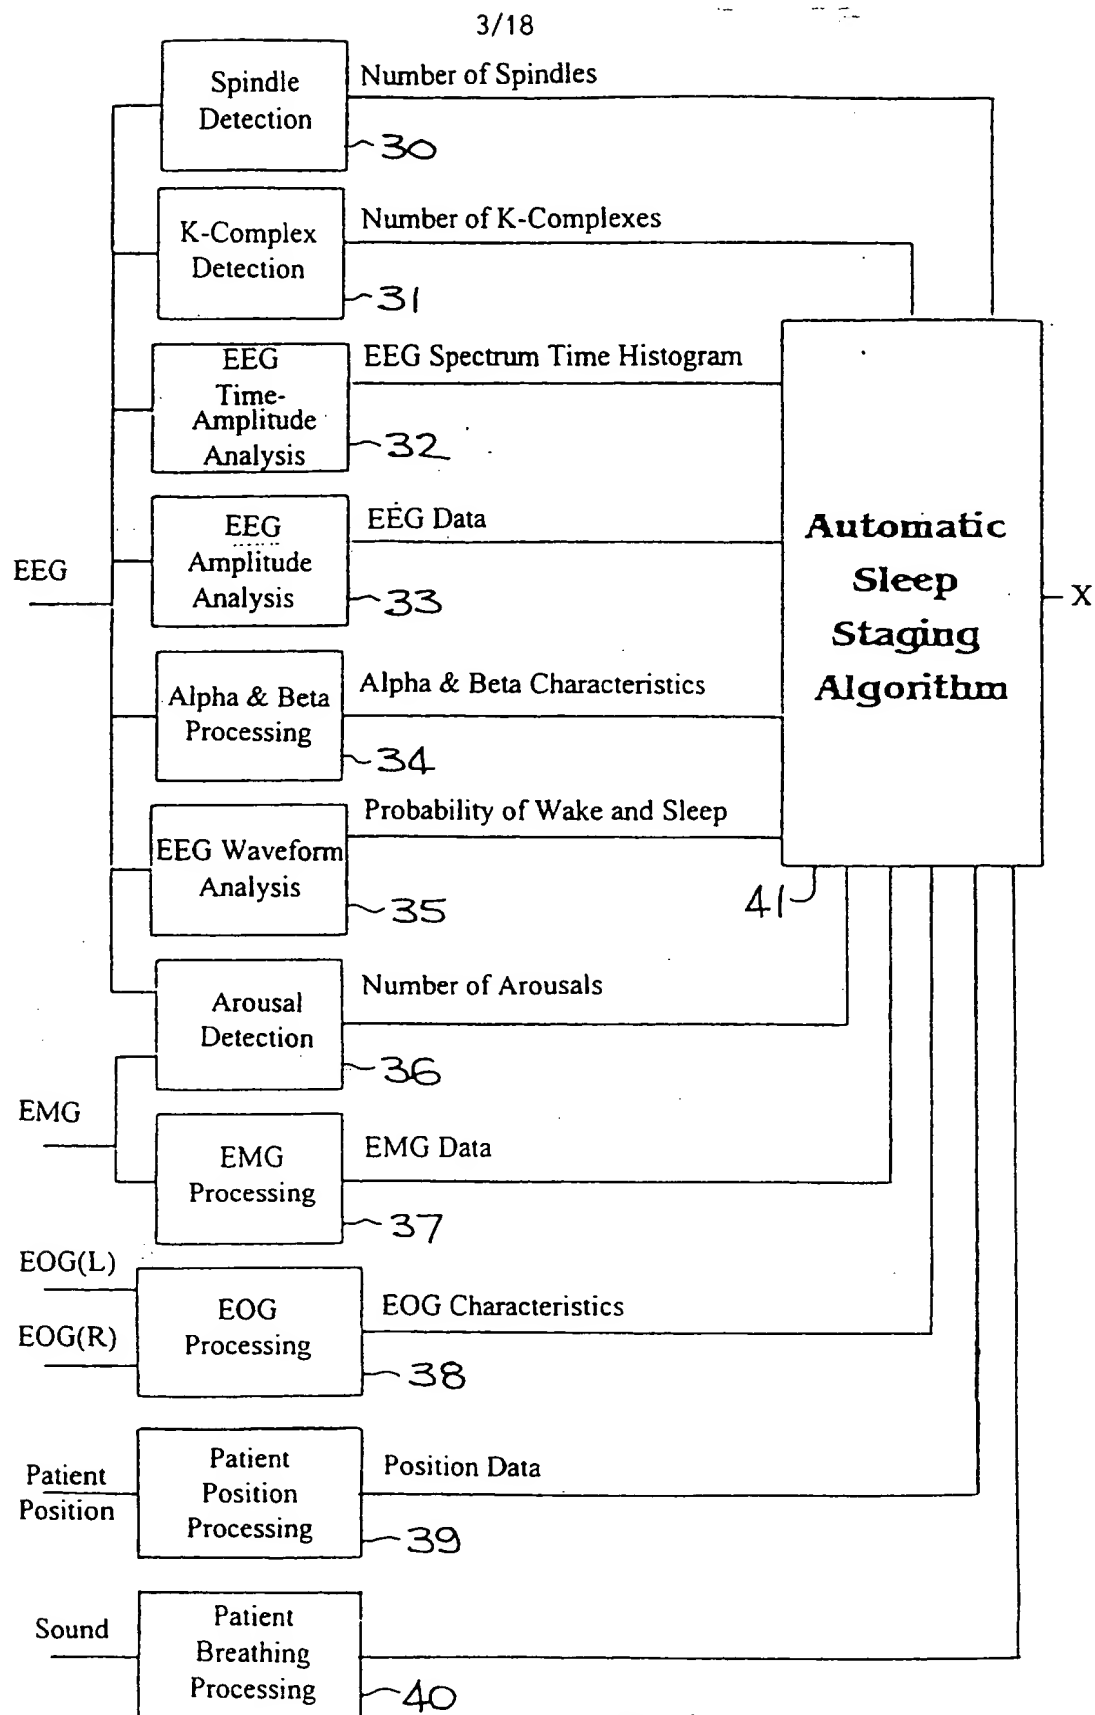 3/18
Spindle
Detection
Number of Spindles
30
K-Complex
Detection
Number of K-Complexes
31
EEG
Time-
Amplitude
Analysis
EEG Spectrum Time Histogram
32
EEG
Amplitude
Analysis
EEG Data
33
EEG
Alpha & Beta
Processing
Alpha & Beta Characteristics
34
EEG Waveform
Analysis
Probability of Wake and Sleep
35
Automatic
Sleep
Staging
Algorithm
X
41
Arousal
Detection
Number of Arousals
36
EMG
EMG
Processing
EMG Data
37
EOG(L)
EOG(R)
EOG
Processing
EOG Characteristics
38
Patient
Position
Patient
Position
Processing
Position Data
39
Sound
Patient
Breathing
Processing
40